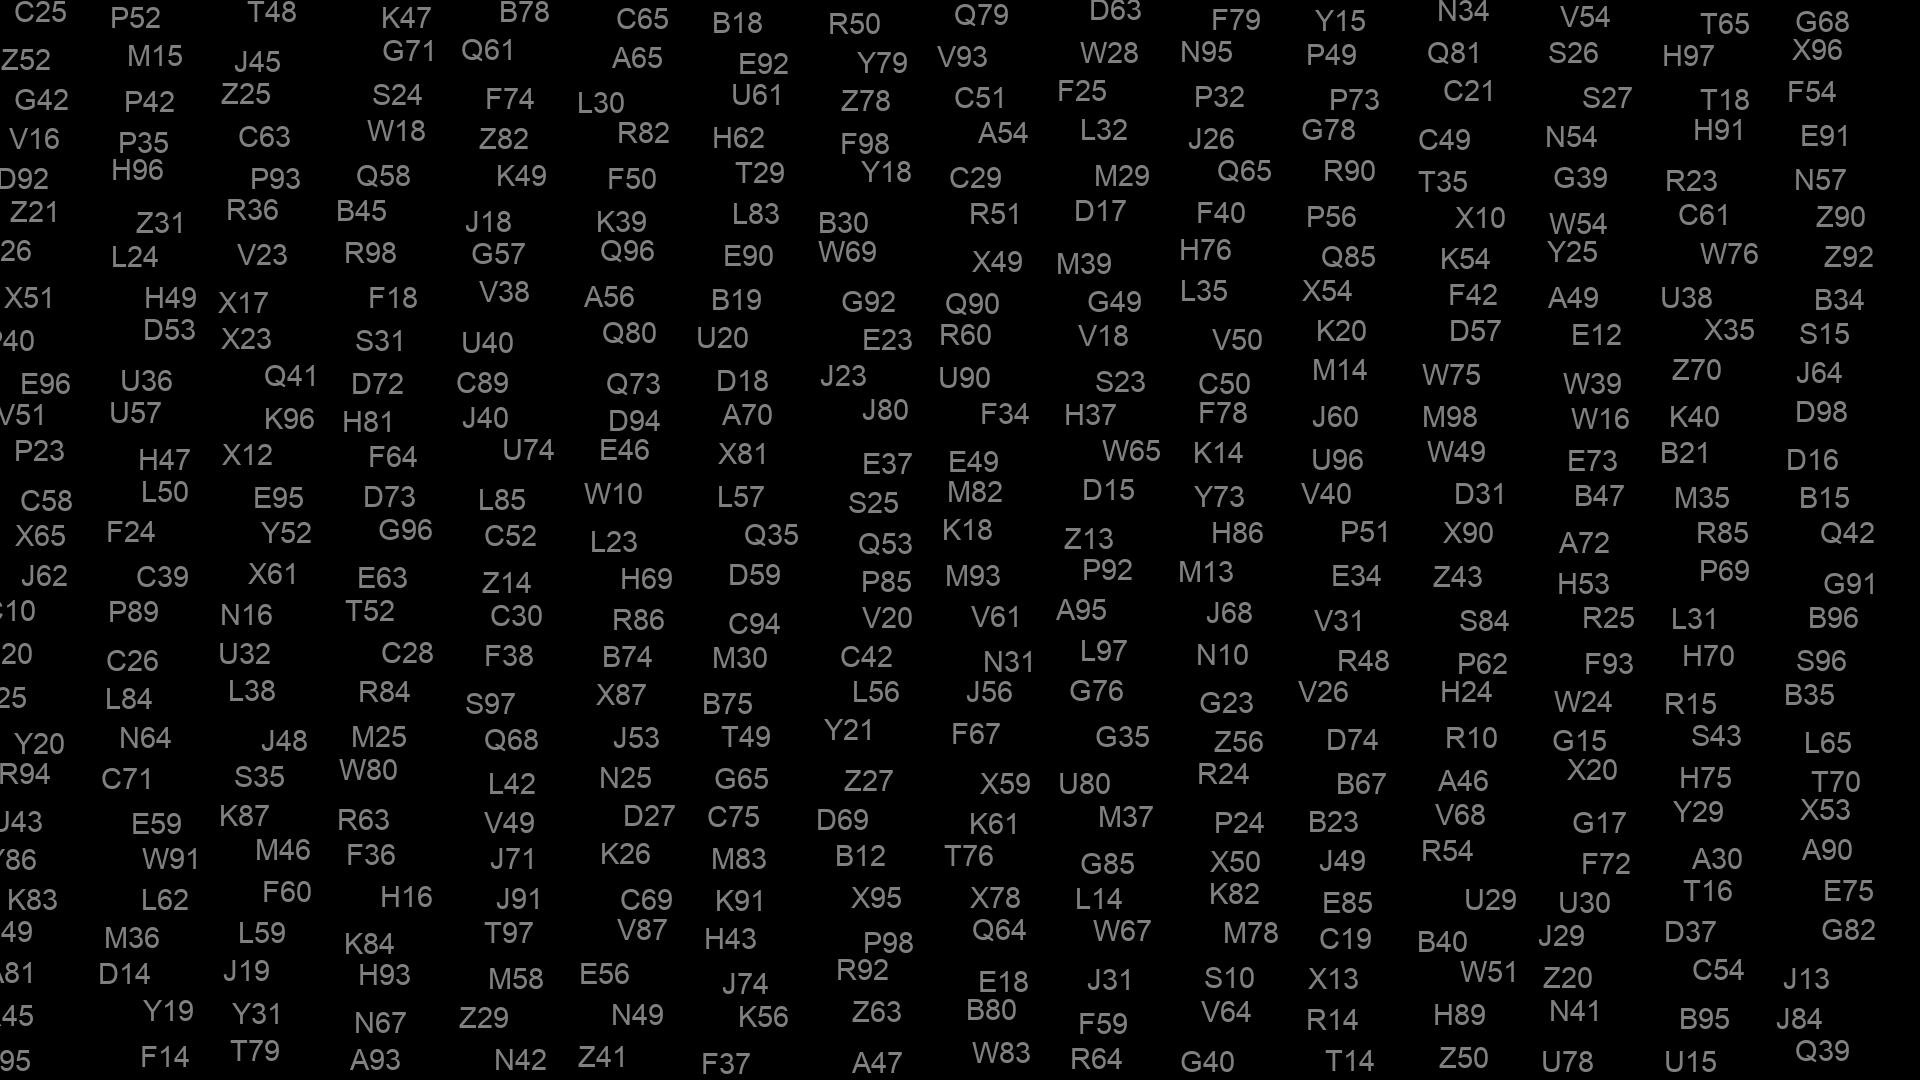 C25 P52 T48 K47 B78 C65 B18 R50 Q79 D63 F79 Y15 N34 V54 T65 G68
Z52 M15 J45 G71 Q61 A65 E92 Y79 V93 W28 N95 P49 Q81 S26 H97 X96
G42 P42 Z25 S24 F74 L30 U61 Z78 C51 F25 P32 P73 C21 S27 T18 F54
V16 P35 C63 W18 Z82 R82 H62 F98 A54 L32 J26 G78 C49 N54 H91 E91
D92 H96 P93 Q58 K49 F50 T29 Y18 C29 M29 Q65 R90 T35 G39 R23 N57
Z21 Z31 R36 B45 J18 K39 L83 B30 R51 D17 F40 P56 X10 W54 C61 Z90
26 L24 V23 R98 G57 Q96 E90 W69 X49 M39 H76 Q85 K54 Y25 W76 Z92
X51 H49 X17 F18 V38 A56 B19 G92 Q90 G49 L35 X54 F42 A49 U38 B34
40 D53 X23 S31 U40 Q80 U20 E23 R60 V18 V50 K20 D57 E12 X35 S15
E96 U36 Q41 D72 C89 Q73 D18 J23 U90 S23 C50 M14 W75 W39 Z70 J64
V51 U57 K96 H81 J40 D94 A70 J80 F34 H37 F78 J60 M98 W16 K40 D98
P23 H47 X12 F64 U74 E46 X81 E37 E49 W65 K14 U96 W49 E73 B21 D16
C58 L50 E95 D73 L85 W10 L57 S25 M82 D15 Y73 V40 D31 B47 M35 B15
X65 F24 Y52 G96 C52 L23 Q35 Q53 K18 Z13 H86 P51 X90 A72 R85 Q42
J62 C39 X61 E63 Z14 H69 D59 P85 M93 P92 M13 E34 Z43 H53 P69 G91
10 P89 N16 T52 C30 R86 C94 V20 V61 A95 J68 V31 S84 R25 L31 B96
20 C26 U32 C28 F38 B74 M30 C42 N31 L97 N10 R48 P62 F93 H70 S96
25 L84 L38 R84 S97 X87 B75 L56 J56 G76 G23 V26 H24 W24 R15 B35
Y20 N64 J48 M25 Q68 J53 T49 Y21 F67 G35 Z56 D74 R10 G15 S43 L65
R94 C71 S35 W80 L42 N25 G65 Z27 X59 U80 R24 B67 A46 X20 H75 T70
U43 E59 K87 R63 V49 D27 C75 D69 K61 M37 P24 B23 V68 G17 Y29 X53
86 W91 M46 F36 J71 K26 M83 B12 T76 G85 X50 J49 R54 F72 A30 A90
K83 L62 F60 H16 J91 C69 K91 X95 X78 L14 K82 E85 U29 U30 T16 E75
49 M36 L59 K84 T97 V87 H43 P98 Q64 W67 M78 C19 B40 J29 D37 G82
81 D14 J19 H93 M58 E56 J74 R92 E18 J31 S10 X13 W51 Z20 C54 J13
45 Y19 Y31 N67 Z29 N49 K56 Z63 B80 F59 V64 R14 H89 N41 B95 J84
95 F14 T79 A93 N42 Z41 F37 A47 W83 R64 G40 T14 Z50 U78 U15 Q39